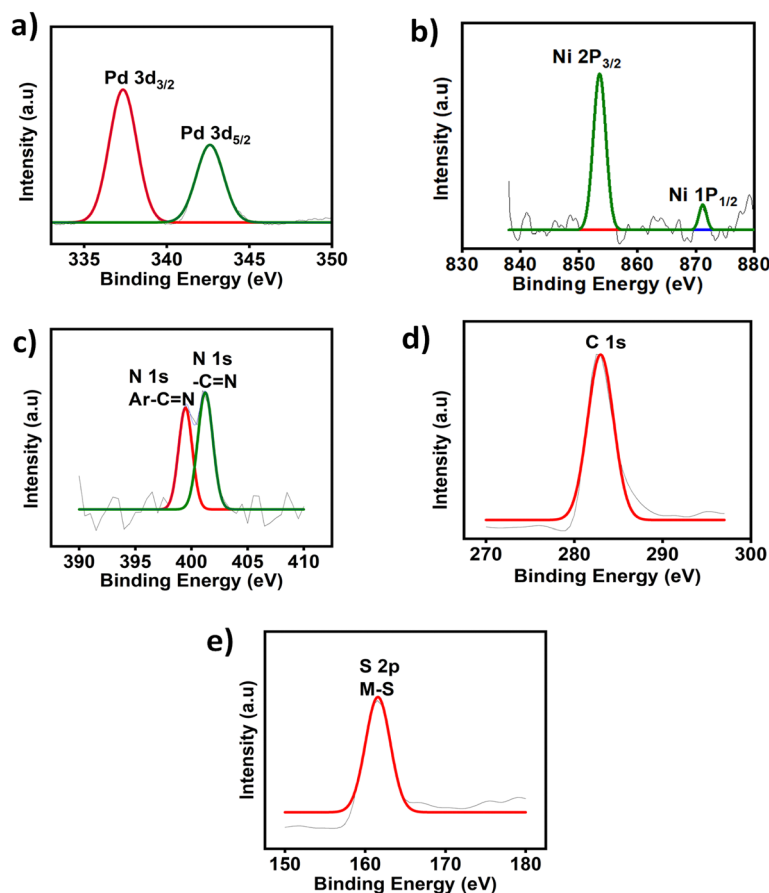 a)
Pd 3d3/2
Pd 3d5/2
Intensity (a.u)
335 340 345 350
Binding Energy (eV)
b)
Ni 2P3/2
Ni 1P1/2
Intensity (a.u)
830 840 850 860 870 880
Binding Energy (eV)
c)
N 1s
Ar-C=N
N 1s
-C=N
Intensity (a.u)
390 395 400 405 410
Binding Energy (eV)
d)
C 1s
Intensity (a.u)
270 280 290 300
Binding Energy (eV)
e)
S 2p
M-S
Intensity (a.u)
150 160 170 180
Binding Energy (eV)